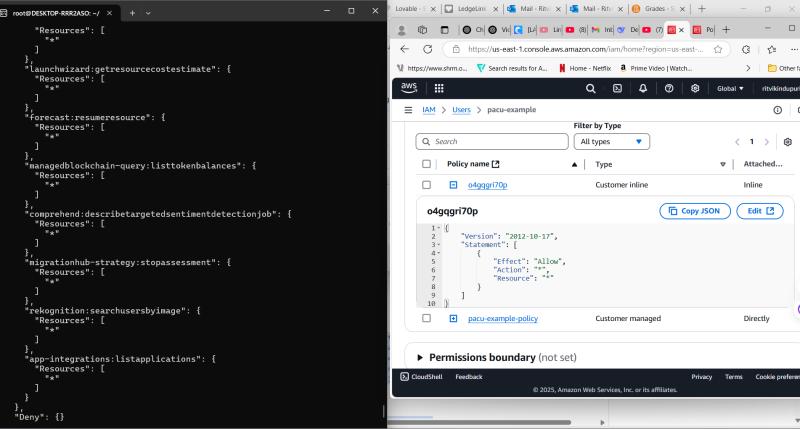 root@DESKTOP-RRR2ASO: ~/
"Resources": [
"*"
]
},
"launchwizard:getresourcecostestimate": {
"Resources": [
"*"
]
},
"forecast:resumeresource": {
"Resources": [
"*"
]
},
"managedblockchain-query:listtokenbalances": {
"Resources": [
"*"
]
},
"comprehend:describetargetedsentimentdetectionjob": {
"Resources": [
"*"
]
},
"migrationhub-strategy:stopassessment": {
"Resources": [
"*"
]
},
"rekognition:searchusersbyimage": {
"Resources": [
"*"
]
},
"app-integrations:listapplications": {
"Resources": [
"*"
]
}
},
"Deny": {}
Lovable - S
LedgeLink
Mail - Ritv
Mail - Ritv
Grades - S
Ch
Vic
[LA
Lin
(8)
Int
De
(7)
Po
https://us-east-1.console.aws.amazon.com/iam/home?region=us-east-...
https://www.shrm.o...
Search results for A...
Home - Netflix
Prime Video | Watch...
Other fa
aws
Global
ritvikindupuri
IAM > Users > pacu-example
Filter by Type
Search
All types
1
Policy name
Type
Attached...
o4gqgri70p
Customer inline
Inline
o4gqgri70p
Copy JSON
Edit
1 {
2 "Version": "2012-10-17",
3 "Statement": [
4 {
5 "Effect": "Allow",
6 "Action": "*",
7 "Resource": "*"
8 }
9 ]
10 }
pacu-example-policy
Customer managed
Directly
Permissions boundary (not set)
CloudShell
Feedback
Privacy
Terms
Cookie preferen
© 2025, Amazon Web Services, Inc. or its affiliates.